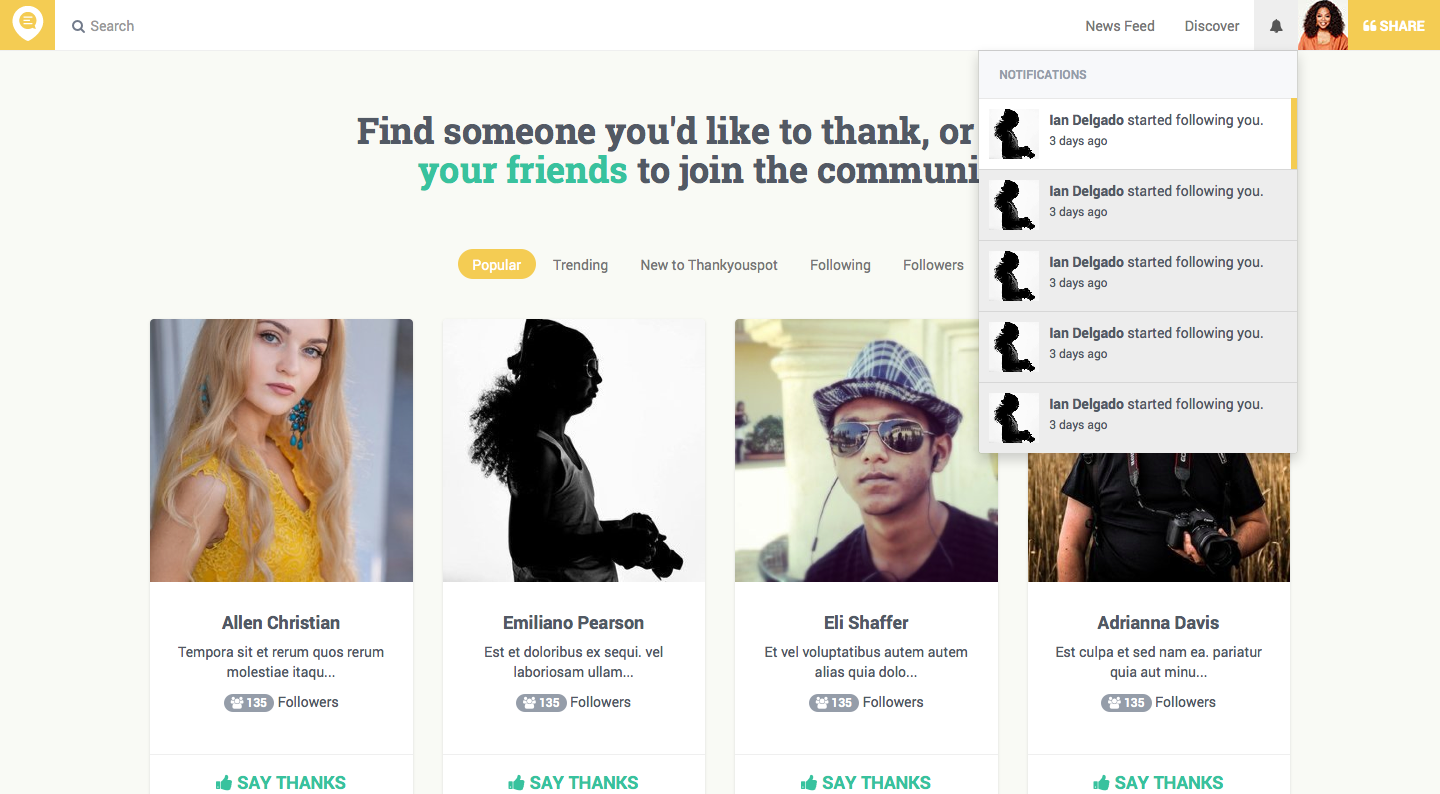 Search
News Feed
Discover
SHARE
NOTIFICATIONS
Ian Delgado started following you.
3 days ago
Ian Delgado started following you.
3 days ago
Ian Delgado started following you.
3 days ago
Ian Delgado started following you.
3 days ago
Ian Delgado started following you.
3 days ago
Find someone you'd like to thank, or
your friends to join the communi
Popular
Trending
New to Thankyouspot
Following
Followers
Allen Christian
Tempora sit et rerum quos rerum
molestiae itaqu...
135 Followers
SAY THANKS
Emiliano Pearson
Est et doloribus ex sequi. vel
laboriosam ullam...
135 Followers
SAY THANKS
Eli Shaffer
Et vel voluptatibus autem autem
alias quia dolo...
135 Followers
SAY THANKS
Adrianna Davis
Est culpa et sed nam ea. pariatur
quia aut minu...
135 Followers
SAY THANKS